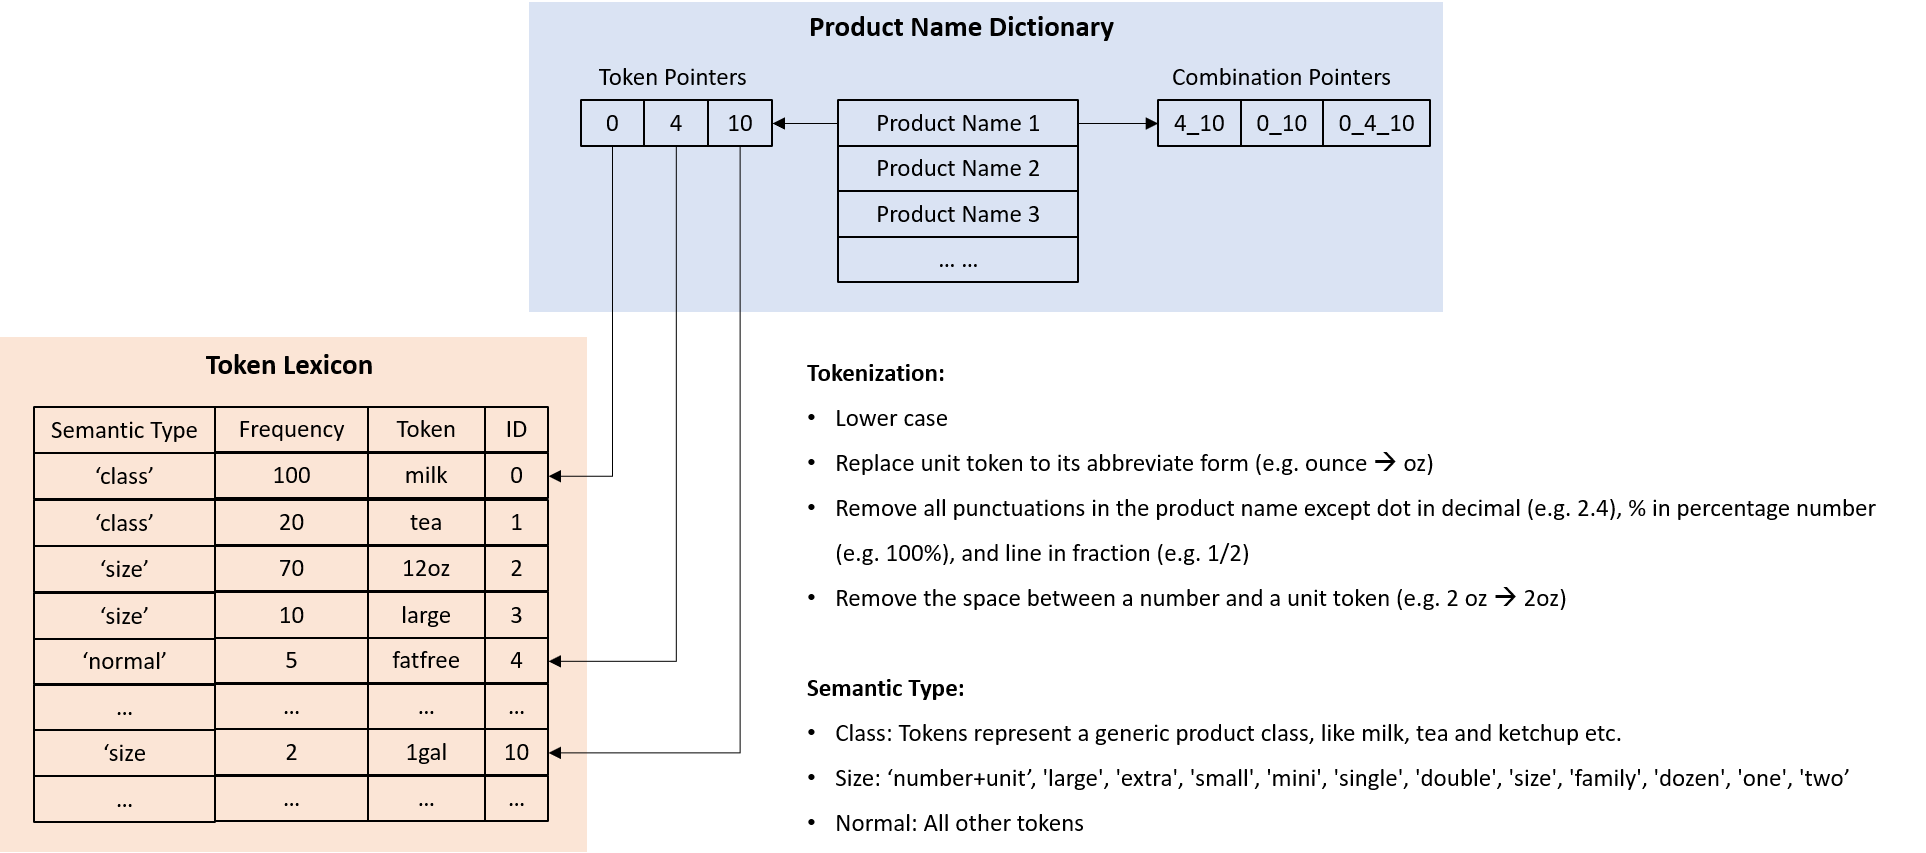 Product Name Dictionary
Token Pointers
Combination Pointers
0 4 10
Product Name 1
4_10 0_10 0_4_10
Product Name 2
Product Name 3
... ...
Token Lexicon
Semantic Type Frequency Token ID
‘class’ 100 milk 0
‘class’ 20 tea 1
‘size’ 70 12oz 2
‘size’ 10 large 3
‘normal’ 5 fatfree 4
... ... ... ...
‘size 2 1gal 10
... ... ... ...
Tokenization:
• Lower case
• Replace unit token to its abbreviate form (e.g. ounce → oz)
• Remove all punctuations in the product name except dot in decimal (e.g. 2.4), % in percentage number
(e.g. 100%), and line in fraction (e.g. 1/2)
• Remove the space between a number and a unit token (e.g. 2 oz → 2oz)
Semantic Type:
• Class: Tokens represent a generic product class, like milk, tea and ketchup etc.
• Size: ‘number+unit’, 'large', 'extra', 'small', 'mini', 'single', 'double', 'size', 'family', 'dozen', 'one', 'two’
• Normal: All other tokens